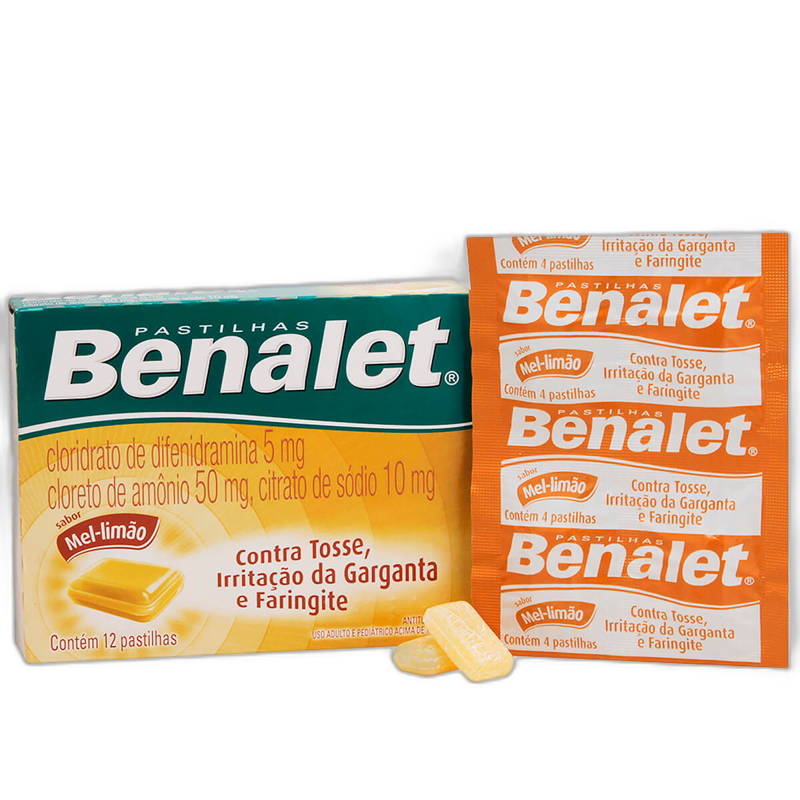 PASTILHAS
Benalet®
cloridrato de difenidramina 5 mg
cloreto de amônio 50 mg, citrato de sódio 10 mg
sabor
Mel-limão
Contra Tosse,
Irritação da Garganta
e Faringite
Contém 12 pastilhas
USO ADULTO E PEDIÁTRICO ACIMA DE
Mel-limão
Contém 4 pastilhas
Irritação da Garganta
e Faringite
PASTILHAS
Benalet®
sabor
Mel-limão
Contém 4 pastilhas
Contra Tosse,
Irritação da Garganta
e Faringite
PASTILHAS
Benalet®
sabor
Mel-limão
Contém 4 pastilhas
Contra Tosse,
Irritação da Garganta
e Faringite
PASTILHAS
Benalet®
sabor
Mel-limão
Contém 4 pastilhas
Contra Tosse,
Irritação da Garganta
e Faringite